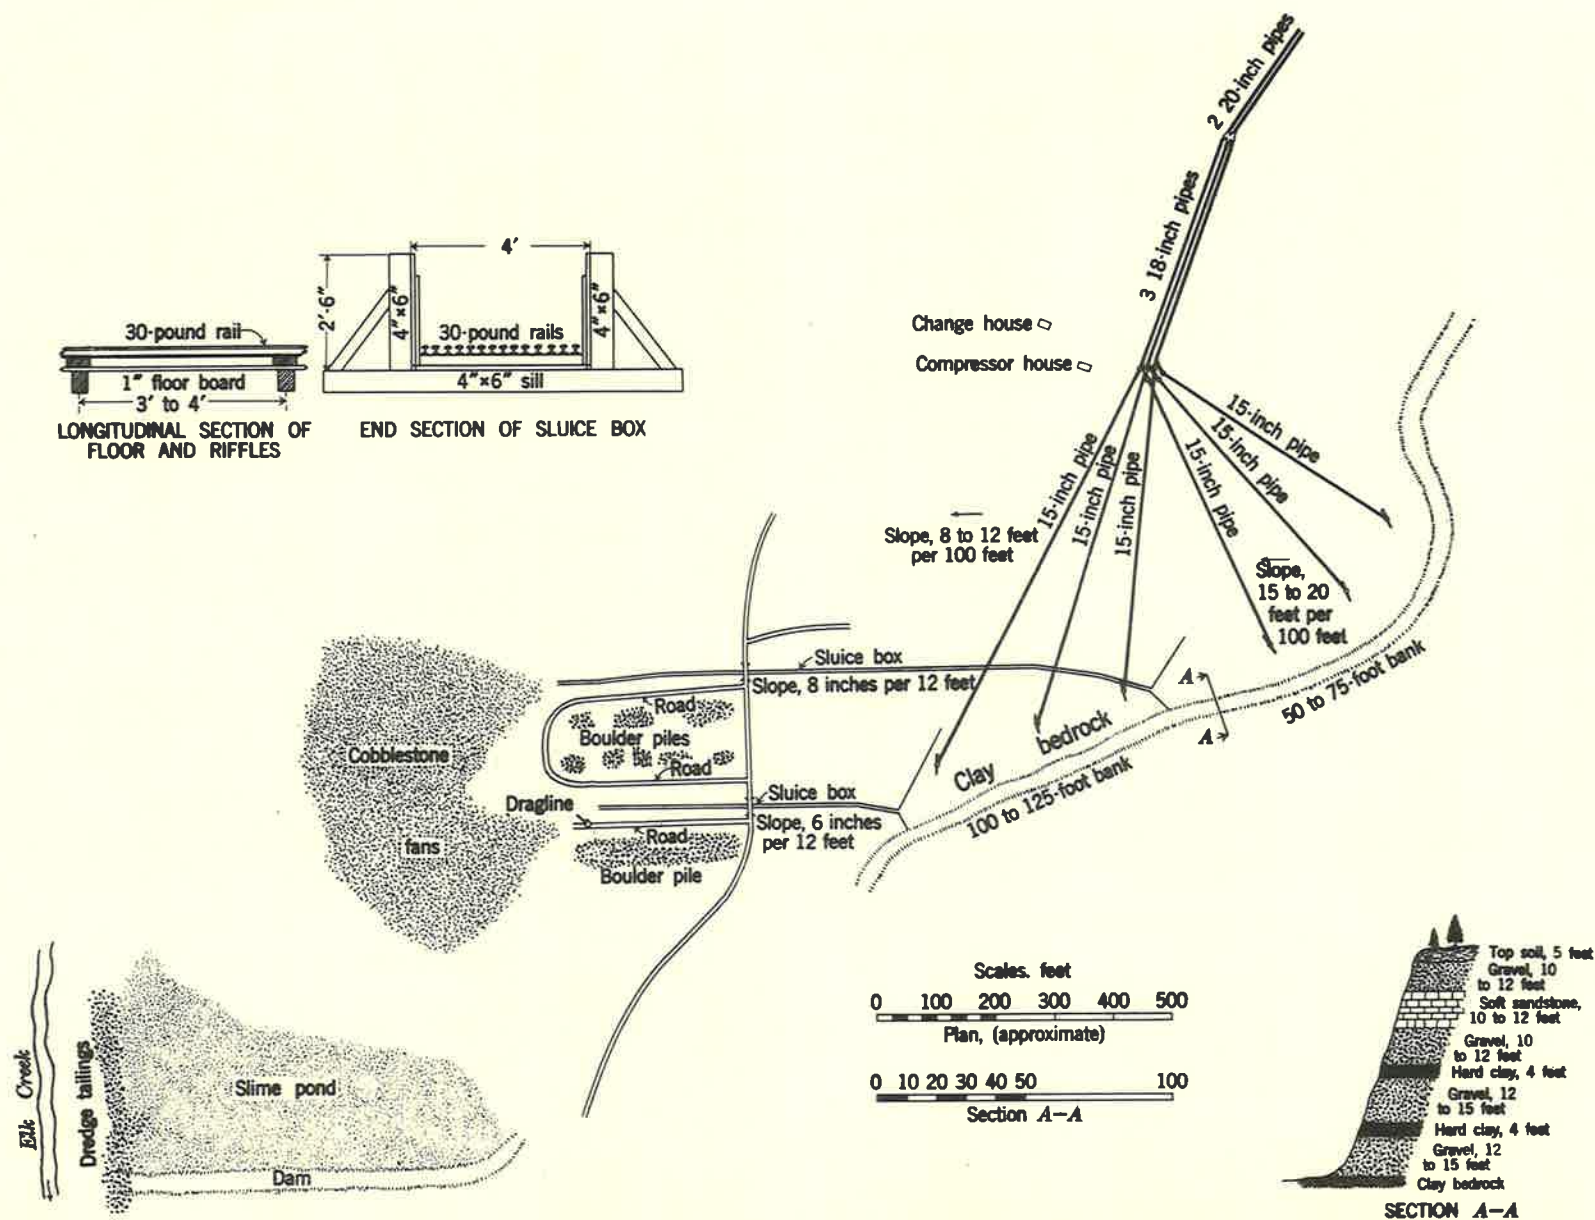 2 20-inch pipes
3 18-inch pipes
4'
2'-6"
4"×6"
4"×6"
30-pound rails
4"×6" sill
END SECTION OF SLUICE BOX
30-pound rail
1" floor board
3' to 4'
LONGITUDINAL SECTION OF
FLOOR AND RIFFLES
Change house
Compressor house
15-inch pipe
15-inch pipe
15-inch pipe
15-inch pipe
15-inch pipe
15-inch pipe
Slope, 8 to 12 feet
per 100 feet
Slope,
15 to 20
feet per
100 feet
Sluice box
Slope, 8 inches per 12 feet
A
A
50 to 75-foot bank
Clay bedrock
100 to 125-foot bank
Road
Boulder piles
Road
Cobblestone
fans
Dragline
Sluice box
Slope, 6 inches
per 12 feet
Road
Boulder pile
Elk Creek
Dredge tailings
Slime pond
Dam
Scales. feet
0 100 200 300 400 500
Plan, (approximate)
0 10 20 30 40 50 100
Section A-A
Top soil, 5 feet
Gravel, 10
to 12 feet
Soft sandstone,
10 to 12 feet
Gravel, 10
to 12 feet
Hard clay, 4 feet
Gravel, 12
to 15 feet
Hard clay, 4 feet
Gravel, 12
to 15 feet
Clay bedrock
SECTION A-A